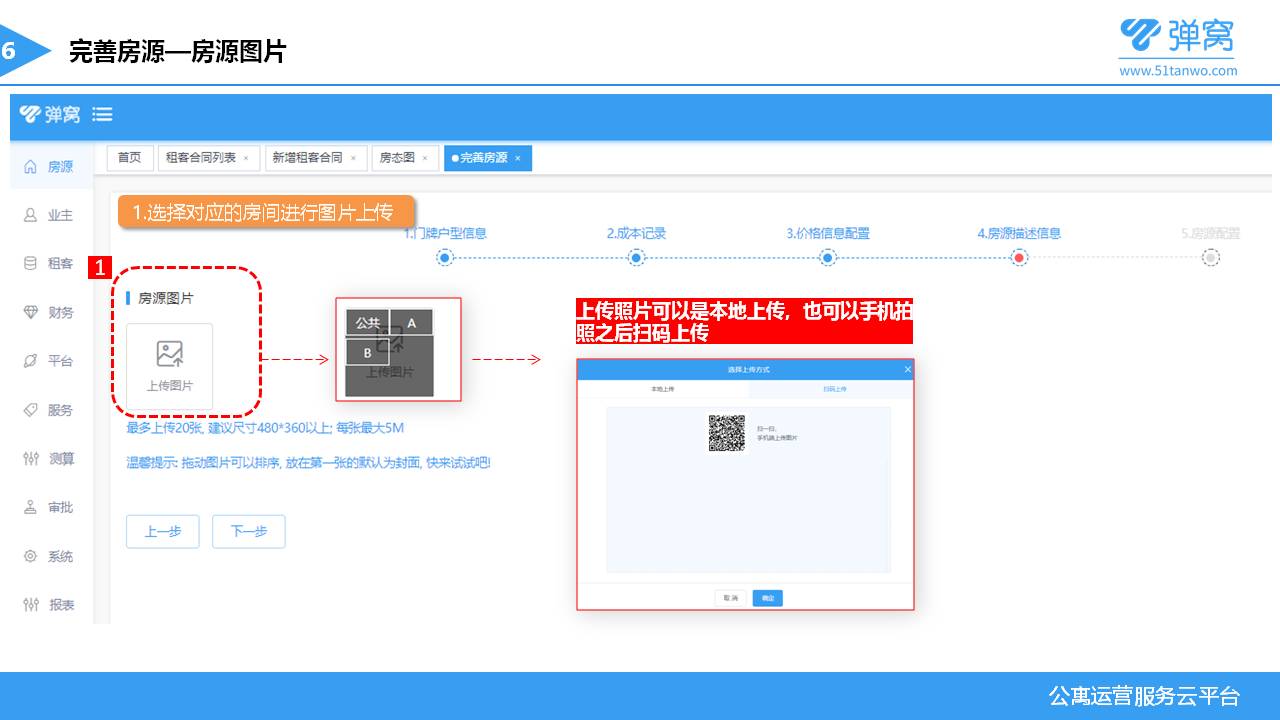 6
完善房源—房源图片
弹窝
www.51tanwo.com
弹窝
房源
业主
租客
财务
平台
服务
测算
审批
系统
报表
首页 租客合同列表 × 新增租客合同 × 房态图 × 完善房源 ×
1.选择对应的房间进行图片上传
1.门牌户型信息 2.成本记录 3.价格信息配置 4.房源描述信息 5.房源配置
1
房源图片
上传图片
公共 A
B
上传图片
最多上传20张, 建议尺寸480*360以上; 每张最大5M
温馨提示: 拖动图片可以排序, 放在第一张的默认为封面, 快来试试吧!
上一步 下一步
上传照片可以是本地上传，也可以手机拍
照之后扫码上传
选择上传方式
本地上传 扫码上传
扫一扫,
手机端上传图片
取消 确定
公寓运营服务云平台